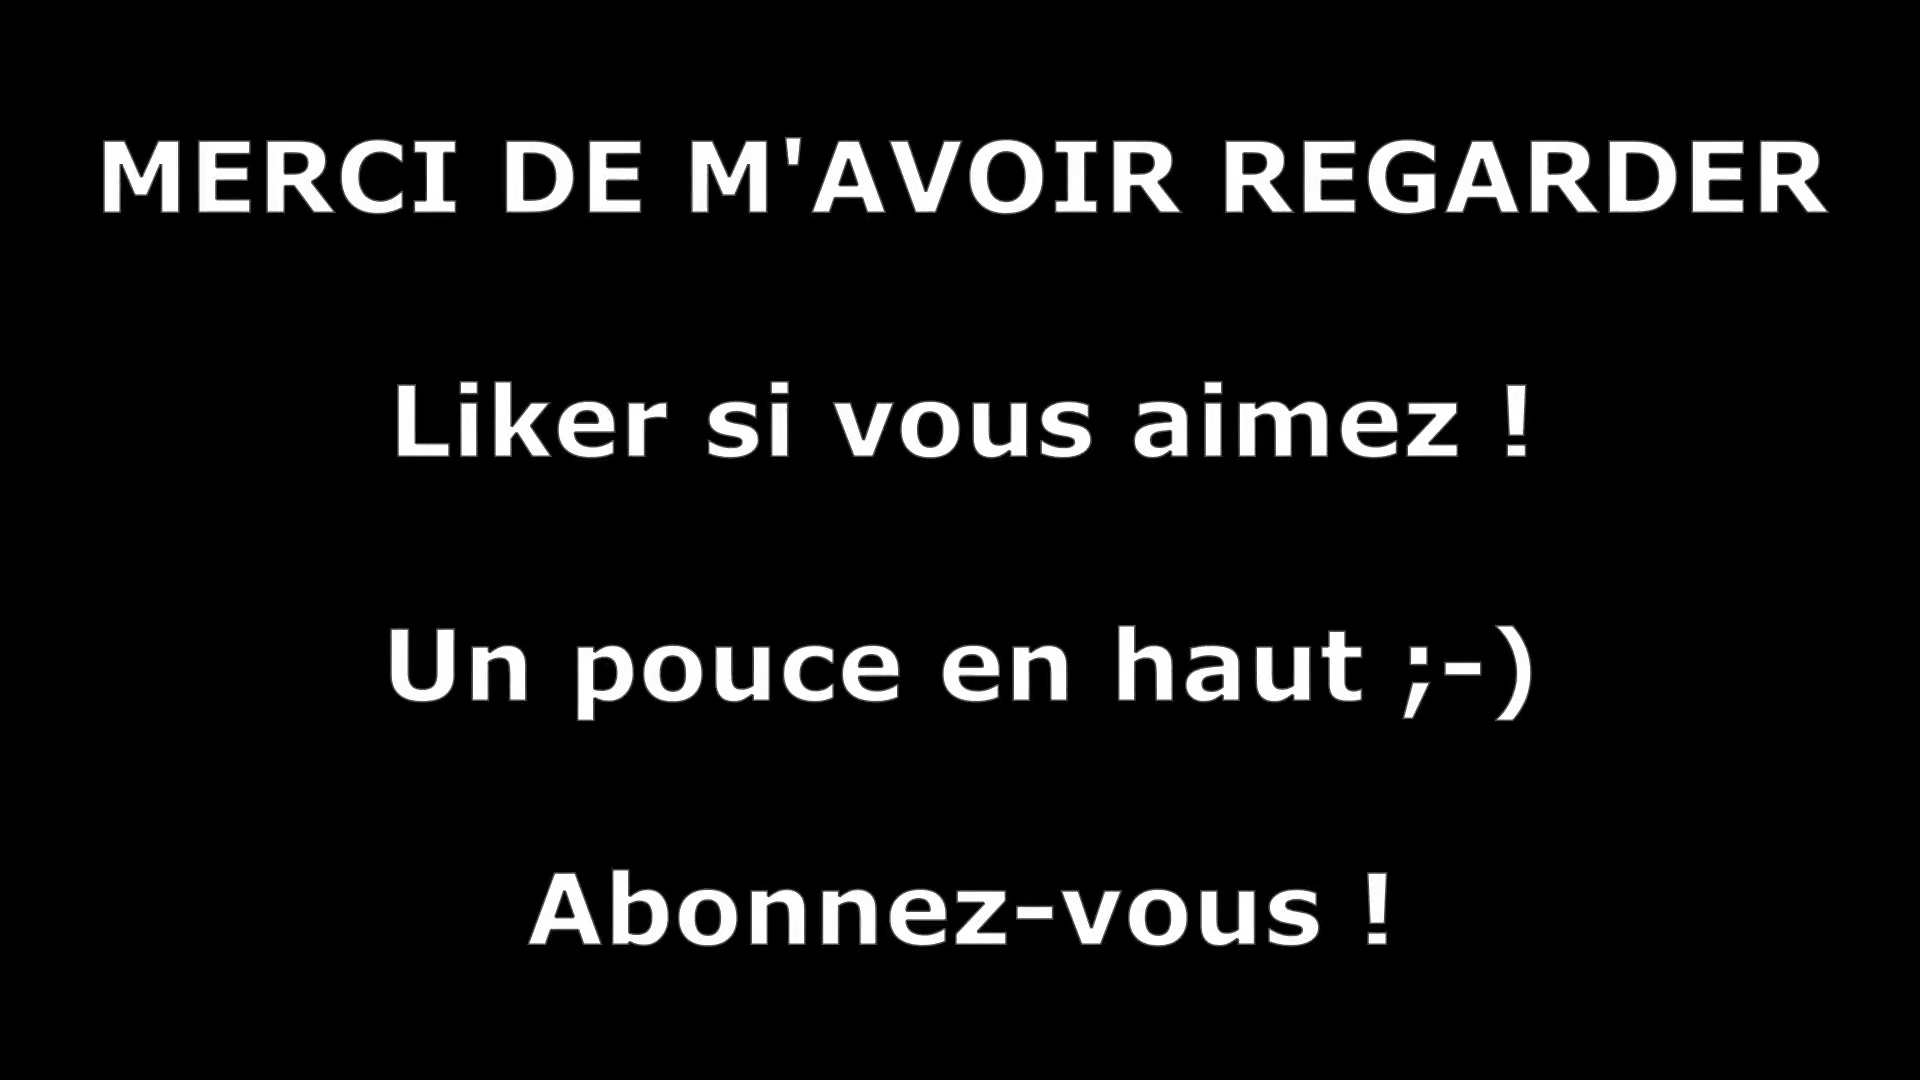 MERCI DE M'AVOIR REGARDER
Liker si vous aimez !
Un pouce en haut ;-)
Abonnez-vous !